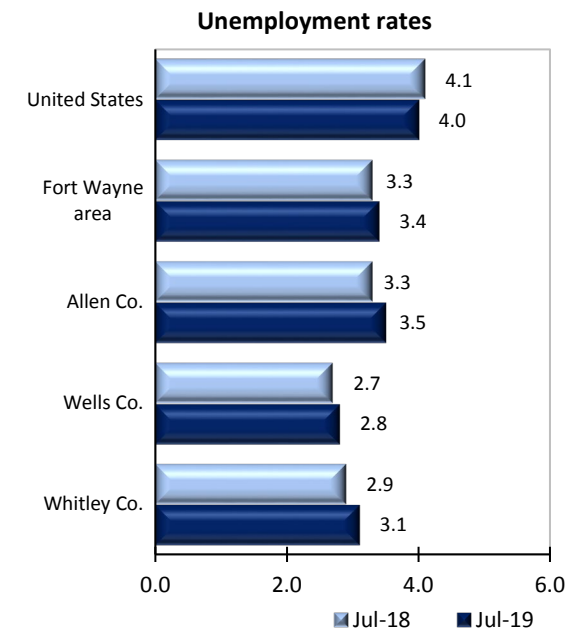 Unemployment rates
United States
4.1
4.0
Fort Wayne
area
3.3
3.4
Allen Co.
3.3
3.5
Wells Co.
2.7
2.8
Whitley Co.
2.9
3.1
0.0 2.0 4.0 6.0
Jul-18 Jul-19